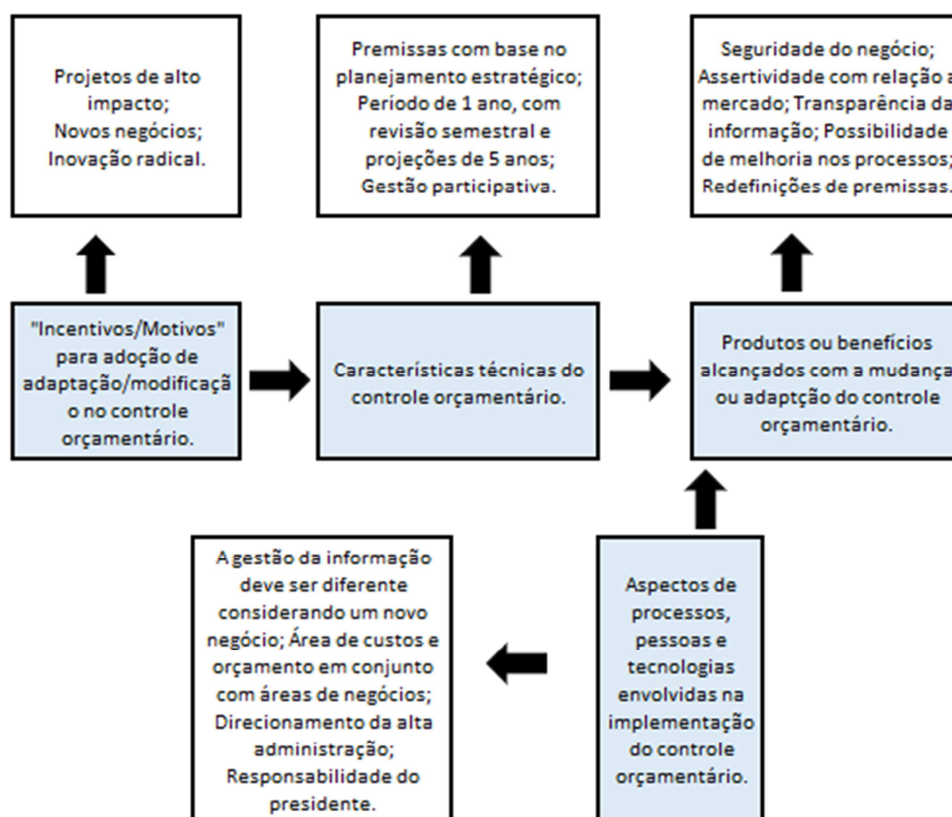 Projetos de alto
impacto;
Novos negócios;
Inovação radical.
Premissas com base no
planejamento estratégico;
Período de 1 ano, com
revisão semestral e
projeções de 5 anos;
Gestão participativa.
Seguridade do negócio;
Assertividade com relação a
mercado; Transparência da
informação; Possibilidade
de melhoria nos processos;
Redefinições de premissas.
"Incentivos/Motivos"
para adoção de
adaptação/modificaçã
o no controle
orçamentário.
Características técnicas do
controle orçamentário.
Produtos ou benefícios
alcançados com a mudança
ou adaptção do controle
orçamentário.
A gestão da informação
deve ser diferente
considerando um novo
negócio; Área de custos e
orçamento em conjunto
com áreas de negócios;
Direcionamento da alta
administração;
Responsabilidade do
presidente.
Aspectos de
processos,
pessoas e
tecnologias
envolvidas na
implementação
do controle
orçamentário.